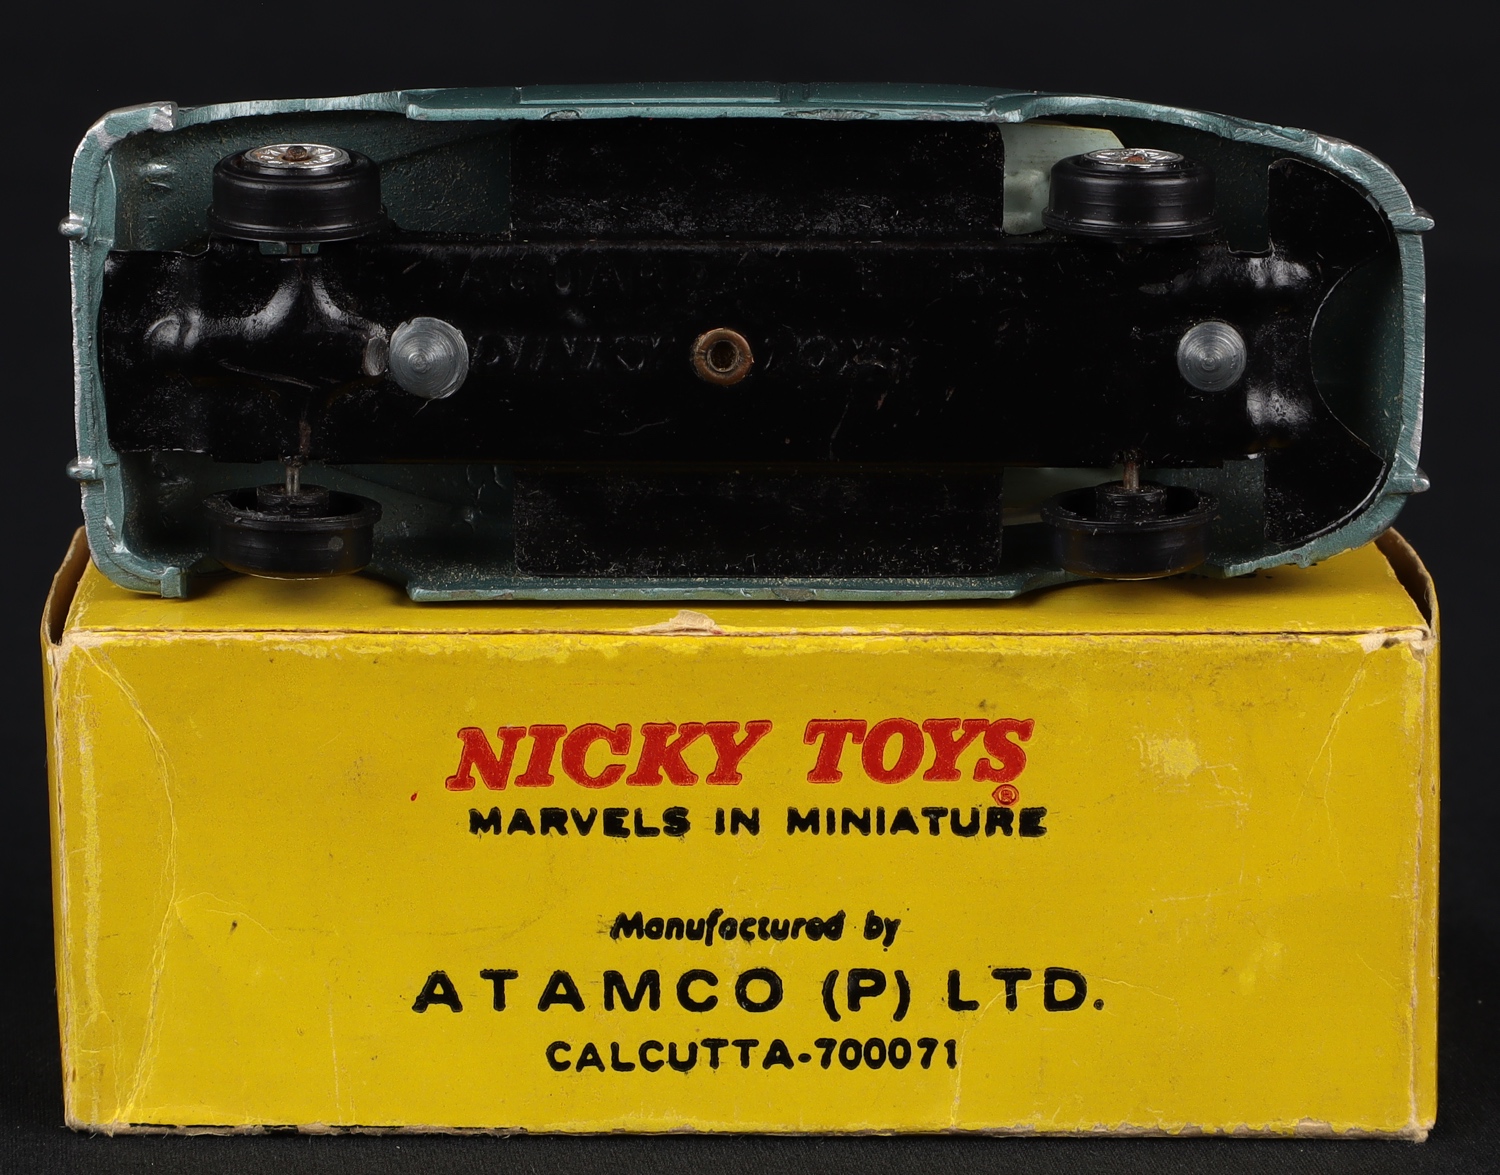 NICKY TOYS
®
MARVELS IN MINIATURE
Manufactured by
ATAMCO (P) LTD.
CALCUTTA-700071